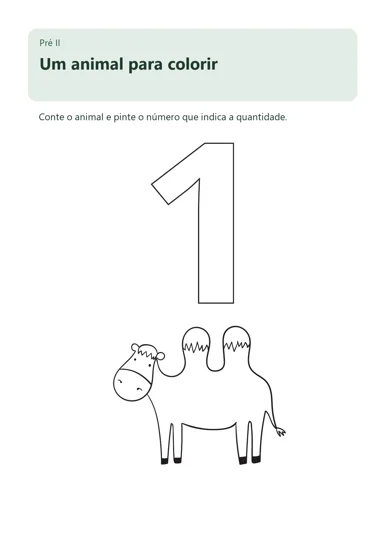 Pré II
Um animal para colorir
Conte o animal e pinte o número que indica a quantidade.
1